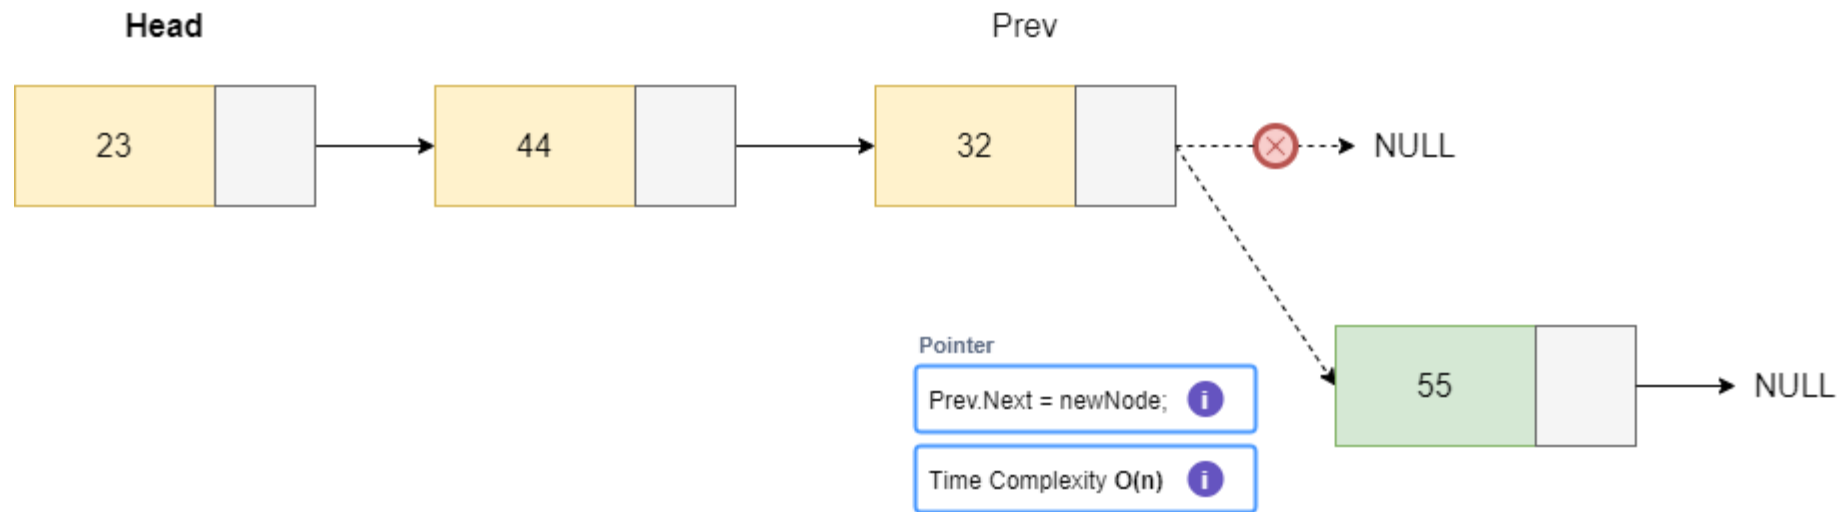 Head
Prev
23
44
32
NULL
Pointer
Prev.Next = newNode;
i
55
NULL
Time Complexity O(n)
i